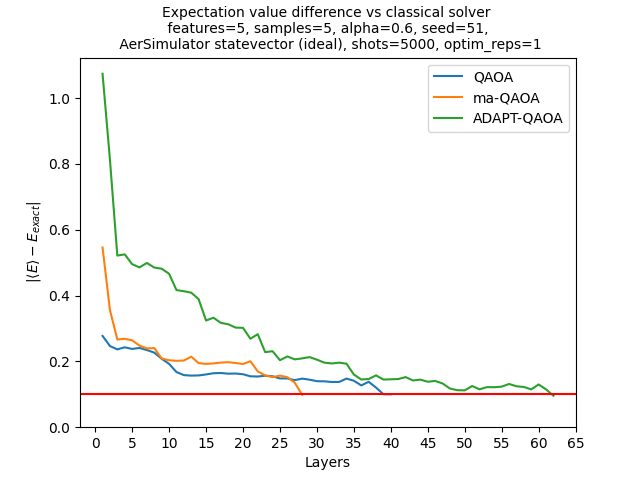 Expectation value difference vs classical solver
features=5, samples=5, alpha=0.6, seed=51,
AerSimulator statevector (ideal), shots=5000, optim_reps=1
QAOA
ma-QAOA
ADAPT-QAOA
|⟨E⟩ − E_exact|
1.0
0.8
0.6
0.4
0.2
0.0
0 5 10 15 20 25 30 35 40 45 50 55 60 65
Layers